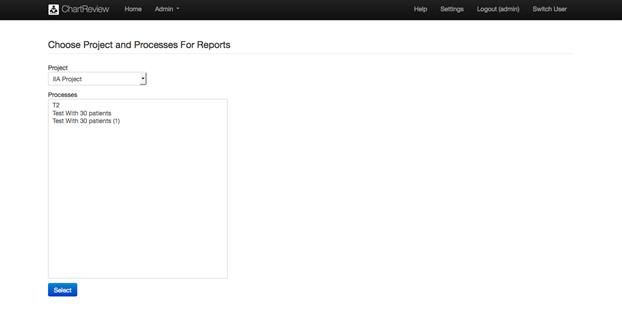 ChartReview Home Admin Help Settings Logout (admin) Switch User
Choose Project and Processes For Reports
Project
IIA Project
Processes
T2
Test With 30 patients
Test With 30 patients (1)
Select